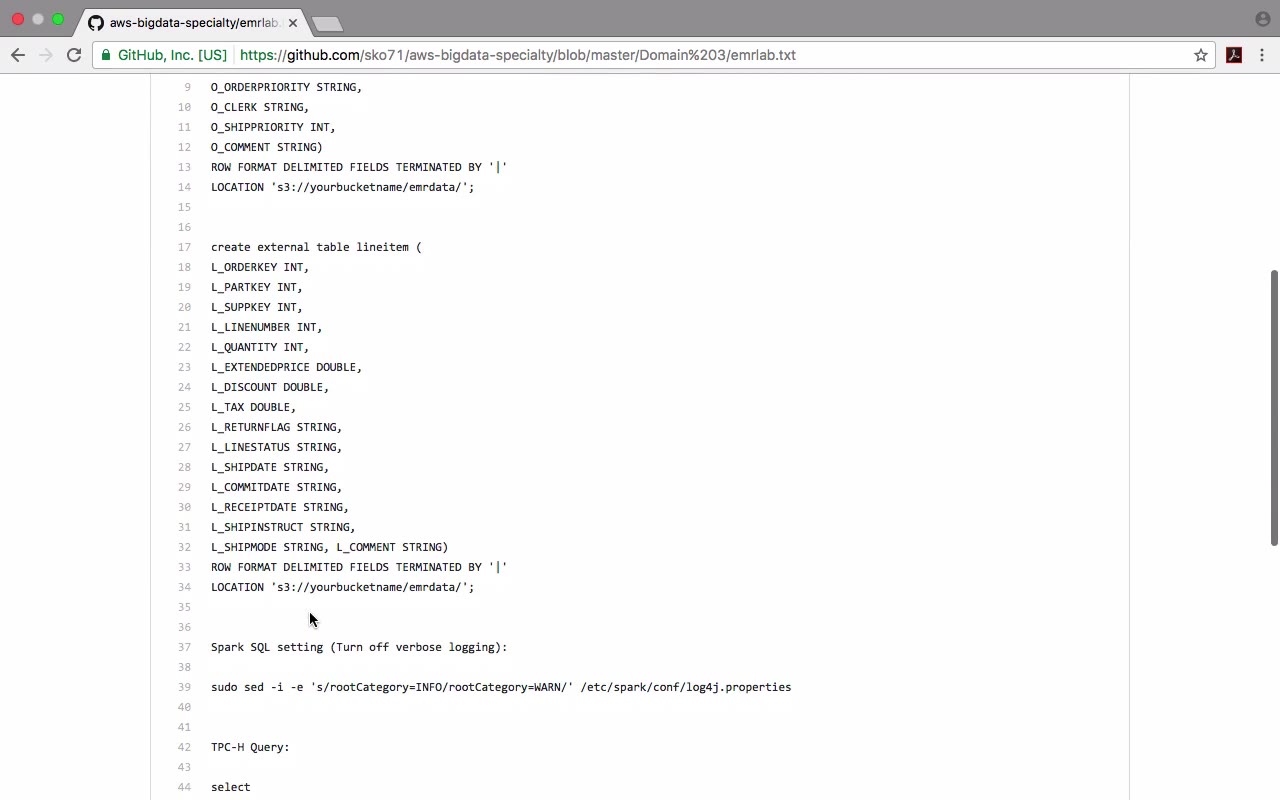 aws-bigdata-specialty/emrlab.
GitHub, Inc. [US] https://github.com/sko71/aws-bigdata-specialty/blob/master/Domain%203/emrlab.txt
9 O_ORDERPRIORITY STRING,
10 O_CLERK STRING,
11 O_SHIPPRIORITY INT,
12 O_COMMENT STRING)
13 ROW FORMAT DELIMITED FIELDS TERMINATED BY '|'
14 LOCATION 's3://yourbucketname/emrdata/';
15
16
17 create external table lineitem (
18 L_ORDERKEY INT,
19 L_PARTKEY INT,
20 L_SUPPKEY INT,
21 L_LINENUMBER INT,
22 L_QUANTITY INT,
23 L_EXTENDEDPRICE DOUBLE,
24 L_DISCOUNT DOUBLE,
25 L_TAX DOUBLE,
26 L_RETURNFLAG STRING,
27 L_LINESTATUS STRING,
28 L_SHIPDATE STRING,
29 L_COMMITDATE STRING,
30 L_RECEIPTDATE STRING,
31 L_SHIPINSTRUCT STRING,
32 L_SHIPMODE STRING, L_COMMENT STRING)
33 ROW FORMAT DELIMITED FIELDS TERMINATED BY '|'
34 LOCATION 's3://yourbucketname/emrdata/';
35
36
37 Spark SQL setting (Turn off verbose logging):
38
39 sudo sed -i -e 's/rootCategory=INFO/rootCategory=WARN/' /etc/spark/conf/log4j.properties
40
41
42 TPC-H Query:
43
44 select